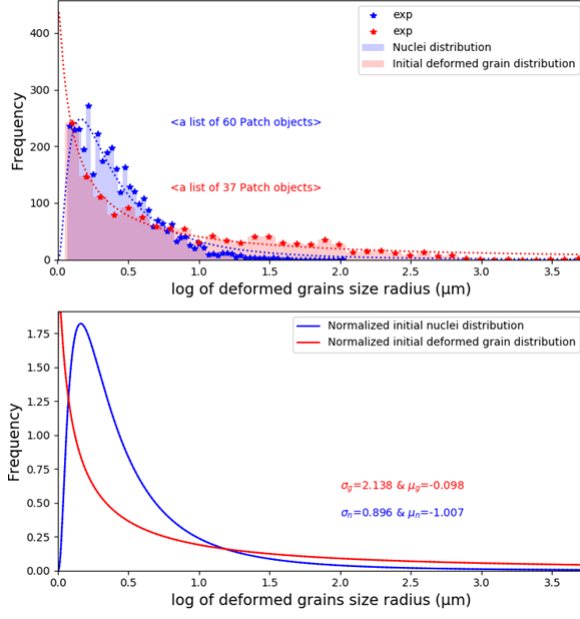 exp
exp
Nuclei distribution
Initial deformed grain distribution
400
300
200
100
0
Frequency
<a list of 60 Patch objects>
<a list of 37 Patch objects>
0.0 0.5 1.0 1.5 2.0 2.5 3.0 3.5
log of deformed grains size radius (μm)
Normalized initial nuclei distribution
Normalized initial deformed grain distribution
1.75
1.50
1.25
1.00
0.75
0.50
0.25
0.00
Frequency
σg=2.138 & μg=-0.098
σn=0.896 & μn=-1.007
0.0 0.5 1.0 1.5 2.0 2.5 3.0 3.5
log of deformed grains size radius (μm)